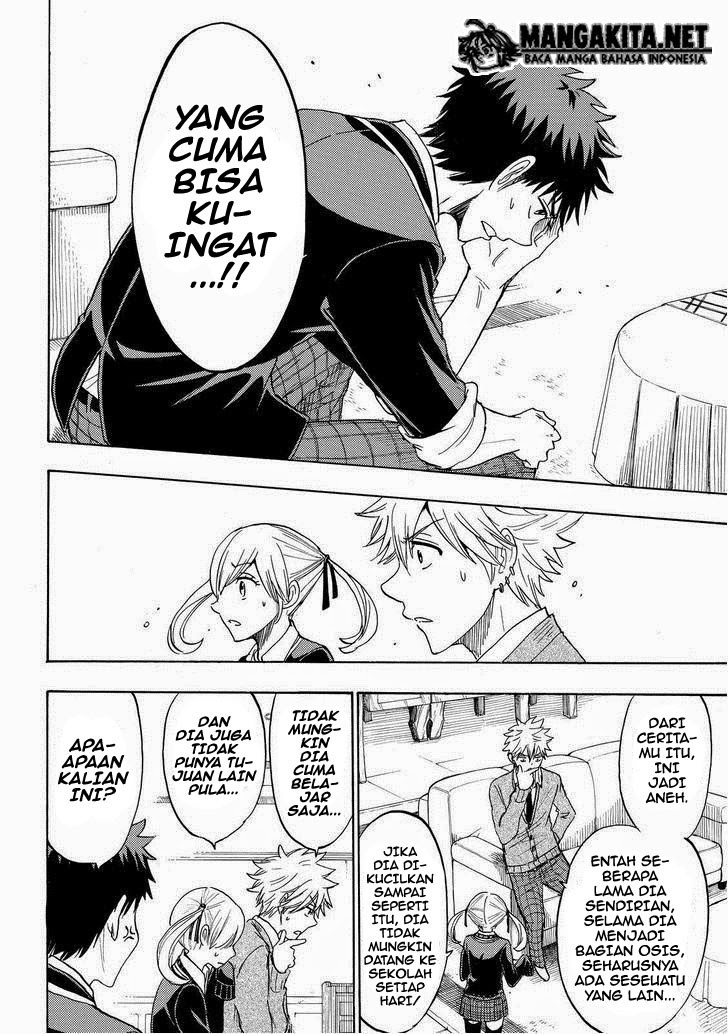 MANGAKITA.NET
BACA MANGA BAHASA INDONESIA
YANG
CUMA
BISA
KU-
INGAT
...!!
DARI
CERITA-
MU ITU,
INI
JADI
ANEH.
ENTAH SE-
BERAPA
LAMA DIA
SENDIRIAN,
SELAMA DIA
MENJADI
BAGIAN OSIS,
SEHARUSNYA
ADA SESEUATU
YANG LAIN.
JIKA
DIA DI-
KUCILKAN
SAMPAI
SEPERTI
ITU, DIA
TIDAK
MUNGKIN
DATANG KE
SEKOLAH
SETIAP
HARI!
TIDAK
MUNG-
KIN
DIA
CUMA
BELA-
JAR
SAJA...
DAN
DIA JUGA
TIDAK
PUNYA TU-
JUAN LAIN
PULA...
APA-
APAAN
KALIAN
INI?